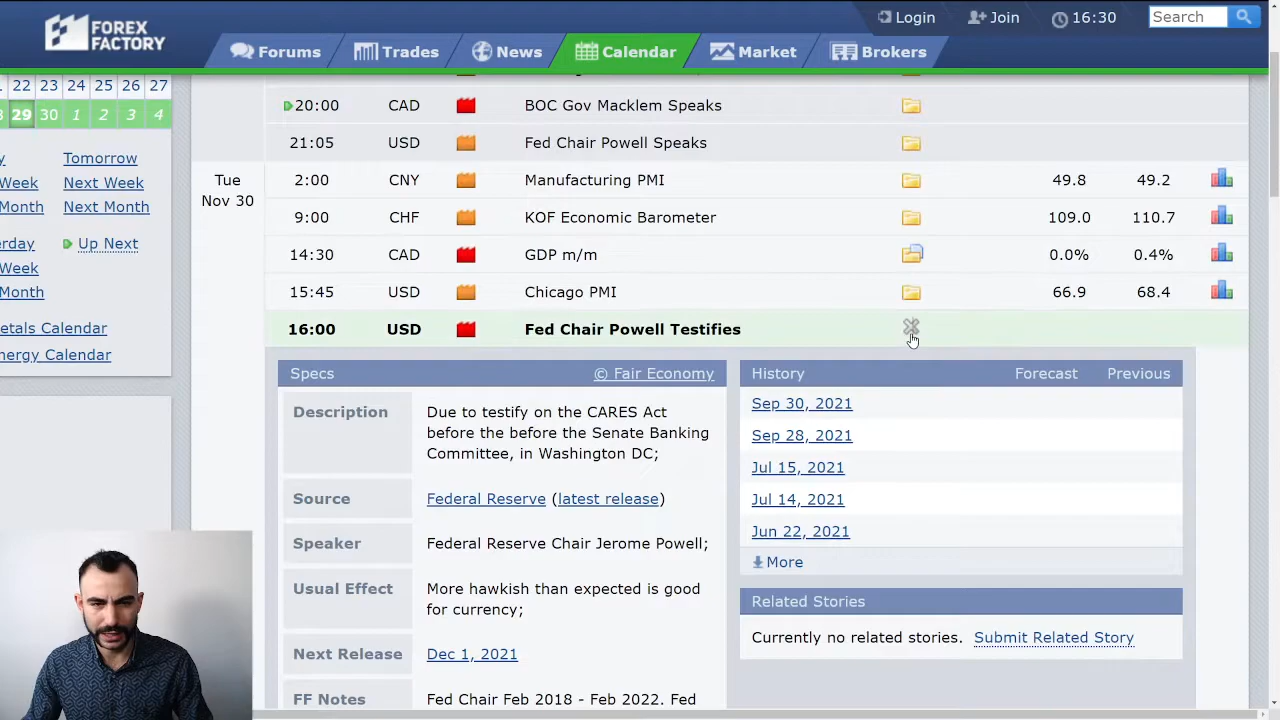 FOREX
FACTORY
Login
Join
16:30
Search
Forums
Trades
News
Calendar
Market
Brokers
22 23 24 25 26 27
29 30 1 2 3 4
Tomorrow
Week Next Week
Month Next Month
Up Next
Week
Month
etals Calendar
nergy Calendar
20:00 CAD BOC Gov Macklem Speaks
21:05 USD Fed Chair Powell Speaks
Tue
Nov 30
2:00 CNY Manufacturing PMI 49.8 49.2
9:00 CHF KOF Economic Barometer 109.0 110.7
14:30 CAD GDP m/m 0.0% 0.4%
15:45 USD Chicago PMI 66.9 68.4
16:00 USD Fed Chair Powell Testifies
Specs © Fair Economy
Description
Due to testify on the CARES Act
before the before the Senate Banking
Committee, in Washington DC;
Source Federal Reserve (latest release)
Speaker Federal Reserve Chair Jerome Powell;
Usual Effect More hawkish than expected is good
for currency;
Next Release Dec 1, 2021
FF Notes Fed Chair Feb 2018 - Feb 2022. Fed
History Forecast Previous
Sep 30, 2021
Sep 28, 2021
Jul 15, 2021
Jul 14, 2021
Jun 22, 2021
More
Related Stories
Currently no related stories. Submit Related Story